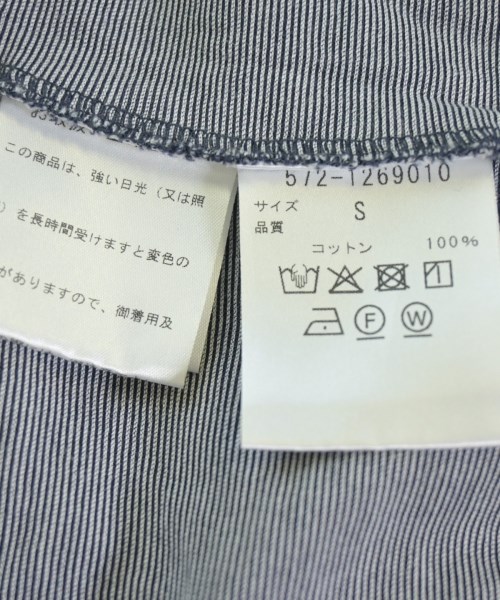 この商品は、強い日光（又は照
）を長時間受けますと変色の
がありますので、御着用及
572-1269010
サイズ S
品質
コットン 100%
F W